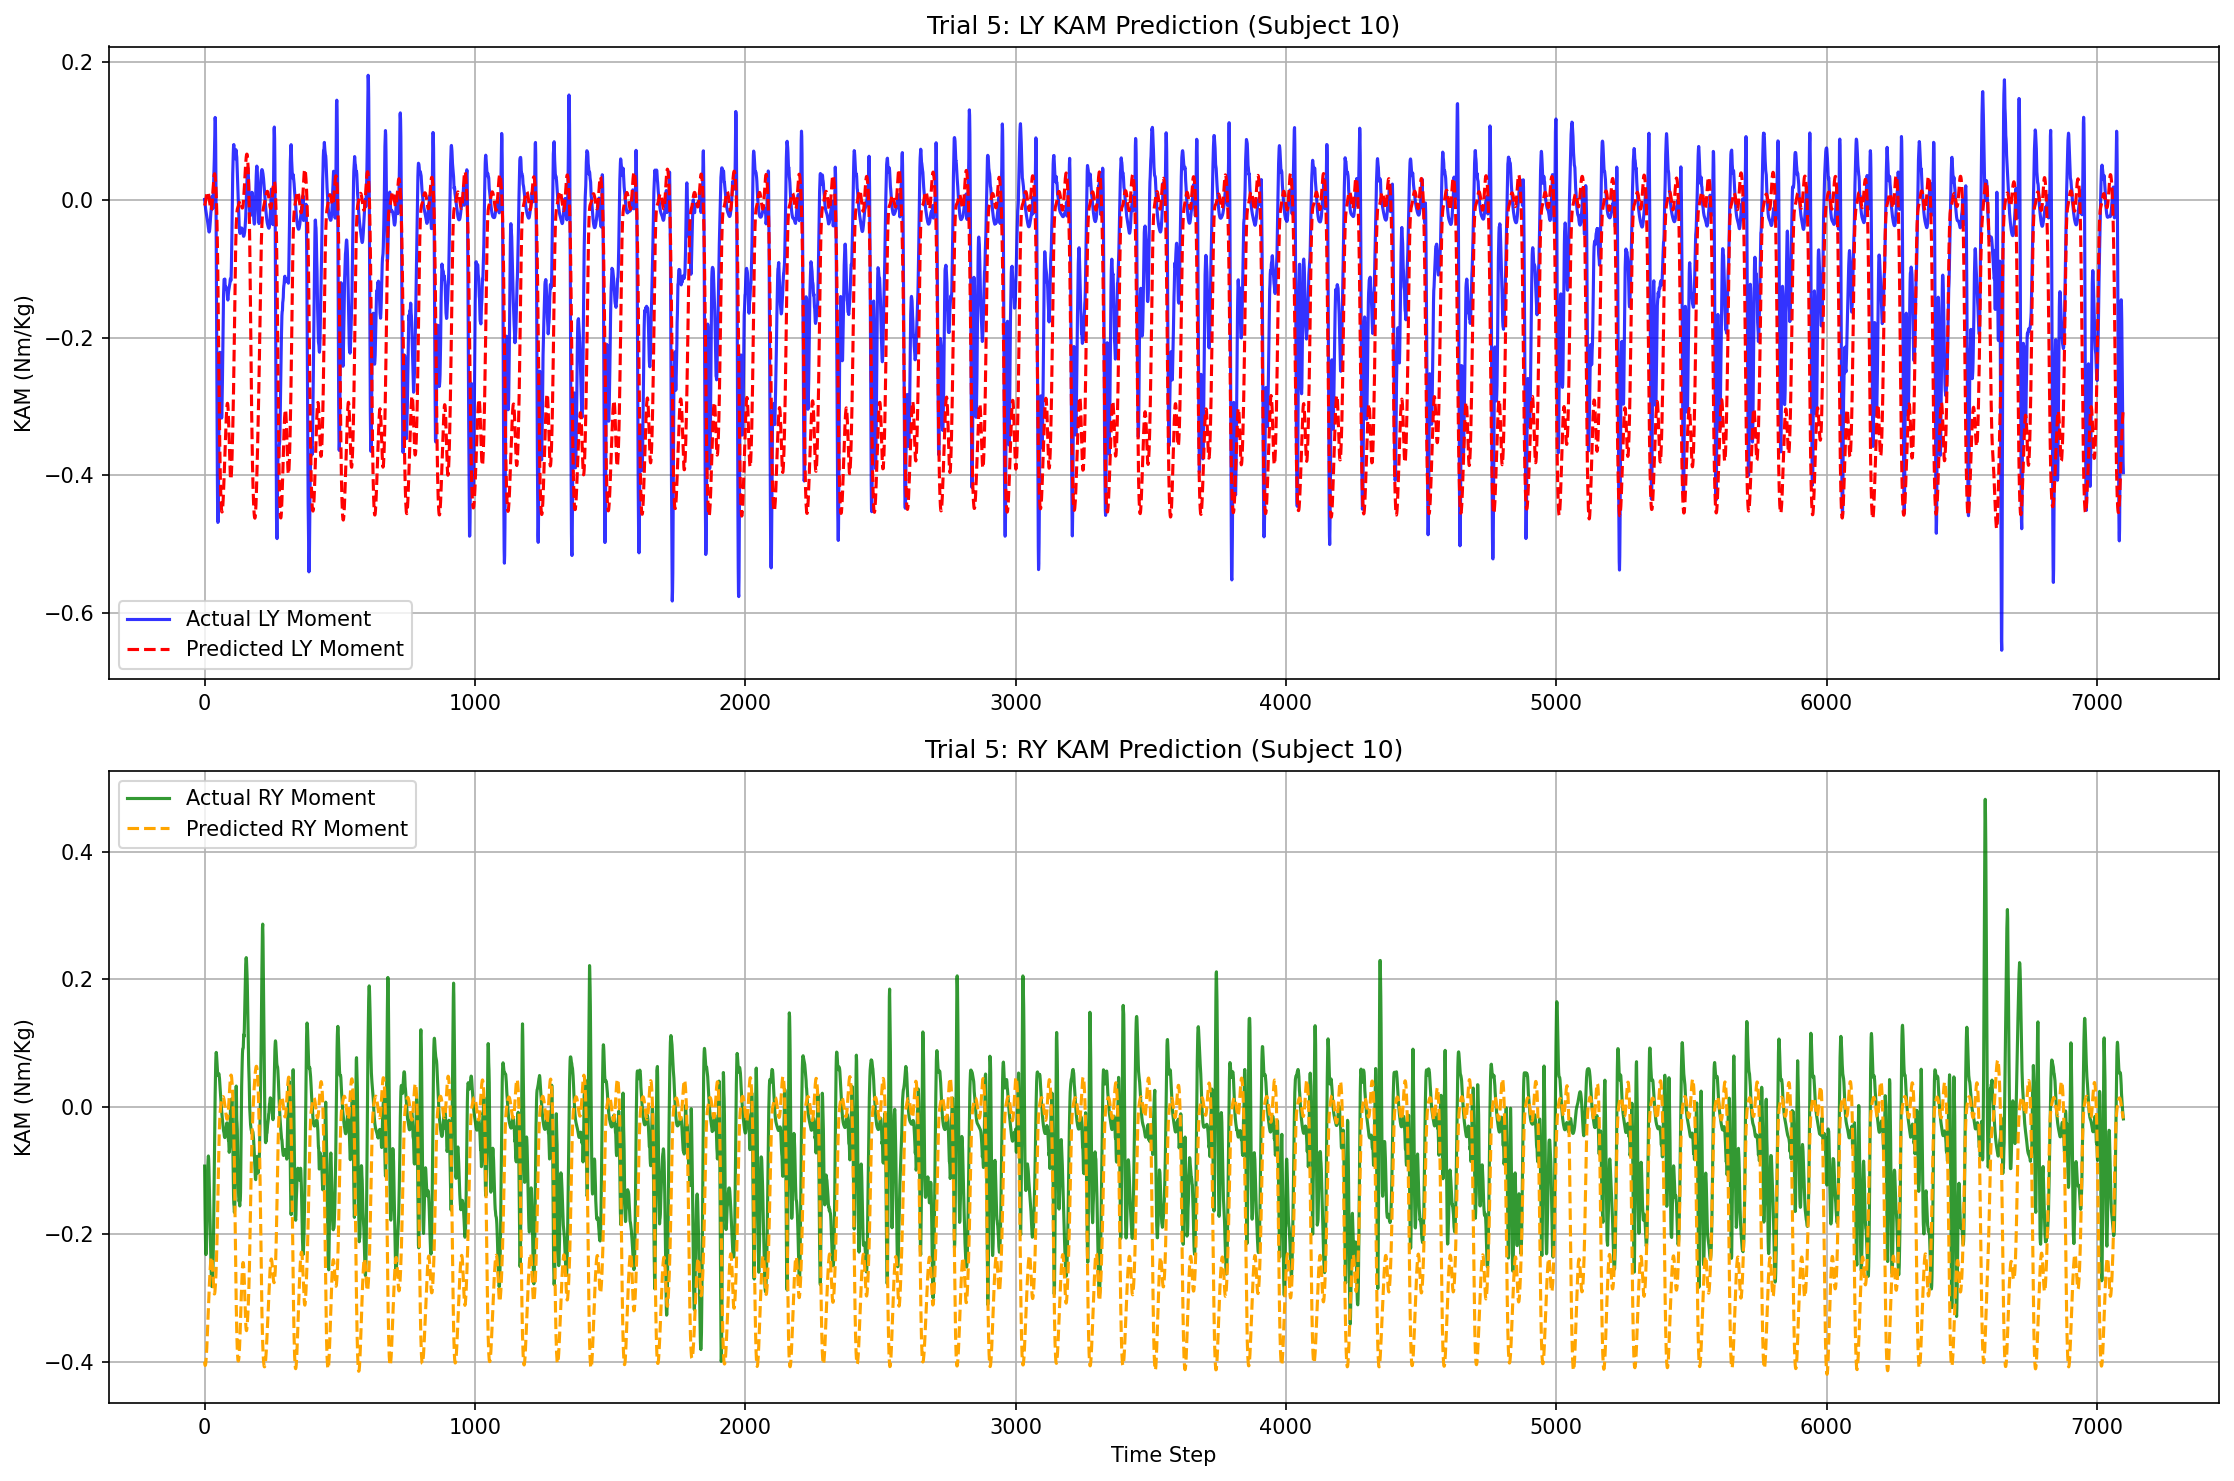 Trial 5: LY KAM Prediction (Subject 10)
KAM (Nm/Kg)
0.2
0.0
−0.2
−0.4
−0.6
Actual LY Moment
Predicted LY Moment
0 1000 2000 3000 4000 5000 6000 7000
Trial 5: RY KAM Prediction (Subject 10)
KAM (Nm/Kg)
Actual RY Moment
Predicted RY Moment
0.4
0.2
0.0
−0.2
−0.4
0 1000 2000 3000 4000 5000 6000 7000
Time Step